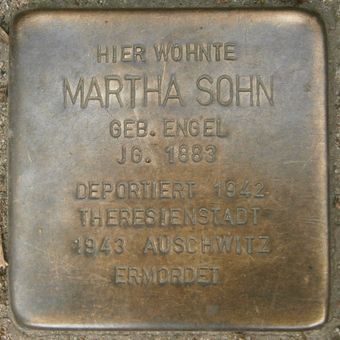 HIER WOHNTE
MARTHA SOHN
GEB. ENGEL
JG. 1883
DEPORTIERT 1942
THERESIENSTADT
1943 AUSCHWITZ
ERMORDET